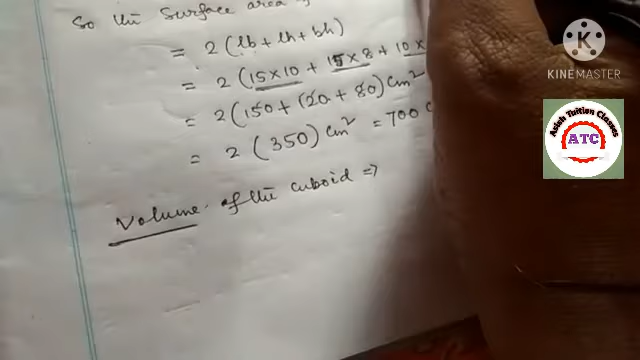 So the Surface area
= 2 (lb + lh + bh)
= 2 (15 × 10 + 15 × 8 + 10 ×
= 2 (150 + 120 + 80) cm²
= 2 (350) cm² = 700 c
Volume of the cuboid ⇒
KINEMASTER
Asish Tuition Classes
ATC